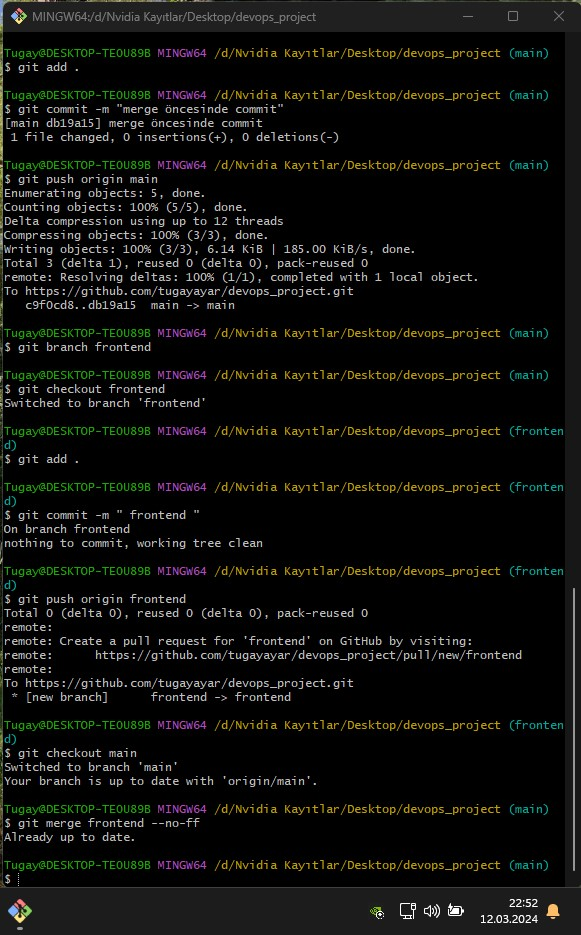 MINGW64:/d/Nvidia Kayıtlar/Desktop/devops_project
Tugay@DESKTOP-TEOU89B MINGW64 /d/Nvidia Kayıtlar/Desktop/devops_project (main)
$ git add .
Tugay@DESKTOP-TEOU89B MINGW64 /d/Nvidia Kayıtlar/Desktop/devops_project (main)
$ git commit -m "merge öncesinde commit"
[main db19a15] merge öncesinde commit
1 file changed, 0 insertions(+), 0 deletions(-)
Tugay@DESKTOP-TEOU89B MINGW64 /d/Nvidia Kayıtlar/Desktop/devops_project (main)
$ git push origin main
Enumerating objects: 5, done.
Counting objects: 100% (5/5), done.
Delta compression using up to 12 threads
Compressing objects: 100% (3/3), done.
Writing objects: 100% (3/3), 6.14 KiB | 185.00 KiB/s, done.
Total 3 (delta 1), reused 0 (delta 0), pack-reused 0
remote: Resolving deltas: 100% (1/1), completed with 1 local object.
To https://github.com/tugayayar/devops_project.git
c9f0cd8..db19a15  main -> main
Tugay@DESKTOP-TEOU89B MINGW64 /d/Nvidia Kayıtlar/Desktop/devops_project (main)
$ git branch frontend
Tugay@DESKTOP-TEOU89B MINGW64 /d/Nvidia Kayıtlar/Desktop/devops_project (main)
$ git checkout frontend
Switched to branch 'frontend'
Tugay@DESKTOP-TEOU89B MINGW64 /d/Nvidia Kayıtlar/Desktop/devops_project (fronten
d)
$ git add .
Tugay@DESKTOP-TEOU89B MINGW64 /d/Nvidia Kayıtlar/Desktop/devops_project (fronten
d)
$ git commit -m " frontend "
On branch frontend
nothing to commit, working tree clean
Tugay@DESKTOP-TEOU89B MINGW64 /d/Nvidia Kayıtlar/Desktop/devops_project (fronten
d)
$ git push origin frontend
Total 0 (delta 0), reused 0 (delta 0), pack-reused 0
remote:
remote: Create a pull request for 'frontend' on GitHub by visiting:
remote:      https://github.com/tugayayar/devops_project/pull/new/frontend
remote:
To https://github.com/tugayayar/devops_project.git
* [new branch]      frontend -> frontend
Tugay@DESKTOP-TEOU89B MINGW64 /d/Nvidia Kayıtlar/Desktop/devops_project (fronten
d)
$ git checkout main
Switched to branch 'main'
Your branch is up to date with 'origin/main'.
Tugay@DESKTOP-TEOU89B MINGW64 /d/Nvidia Kayıtlar/Desktop/devops_project (main)
$ git merge frontend --no-ff
Already up to date.
Tugay@DESKTOP-TEOU89B MINGW64 /d/Nvidia Kayıtlar/Desktop/devops_project (main)
$
22:52
12.03.2024